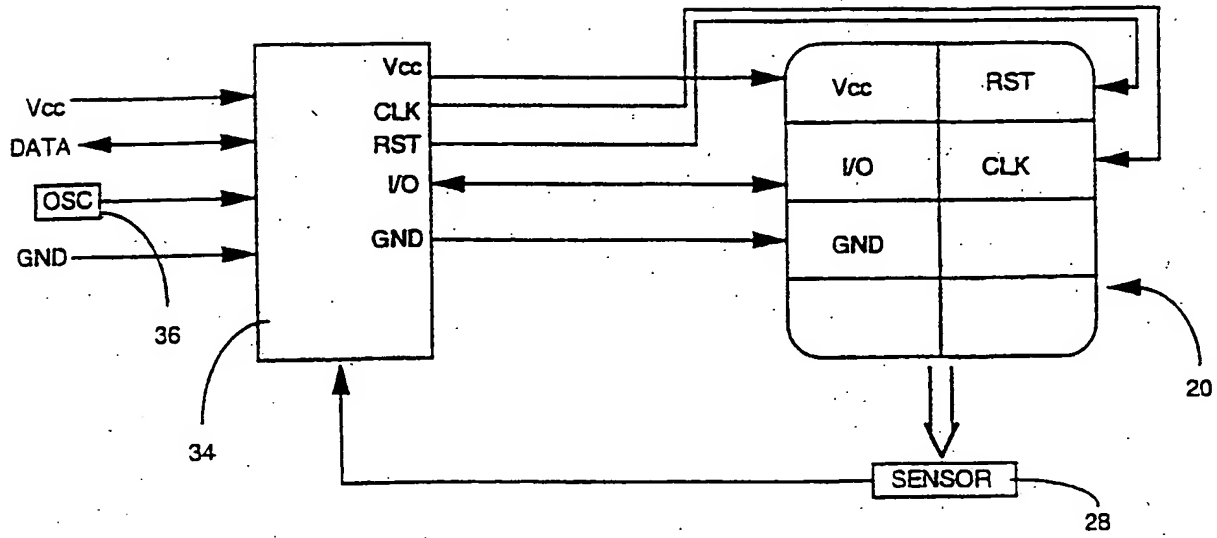 Vcc
DATA
OSC
GND
36
34
Vcc
CLK
RST
I/O
GND
Vcc
RST
I/O
CLK
GND
20
SENSOR
28